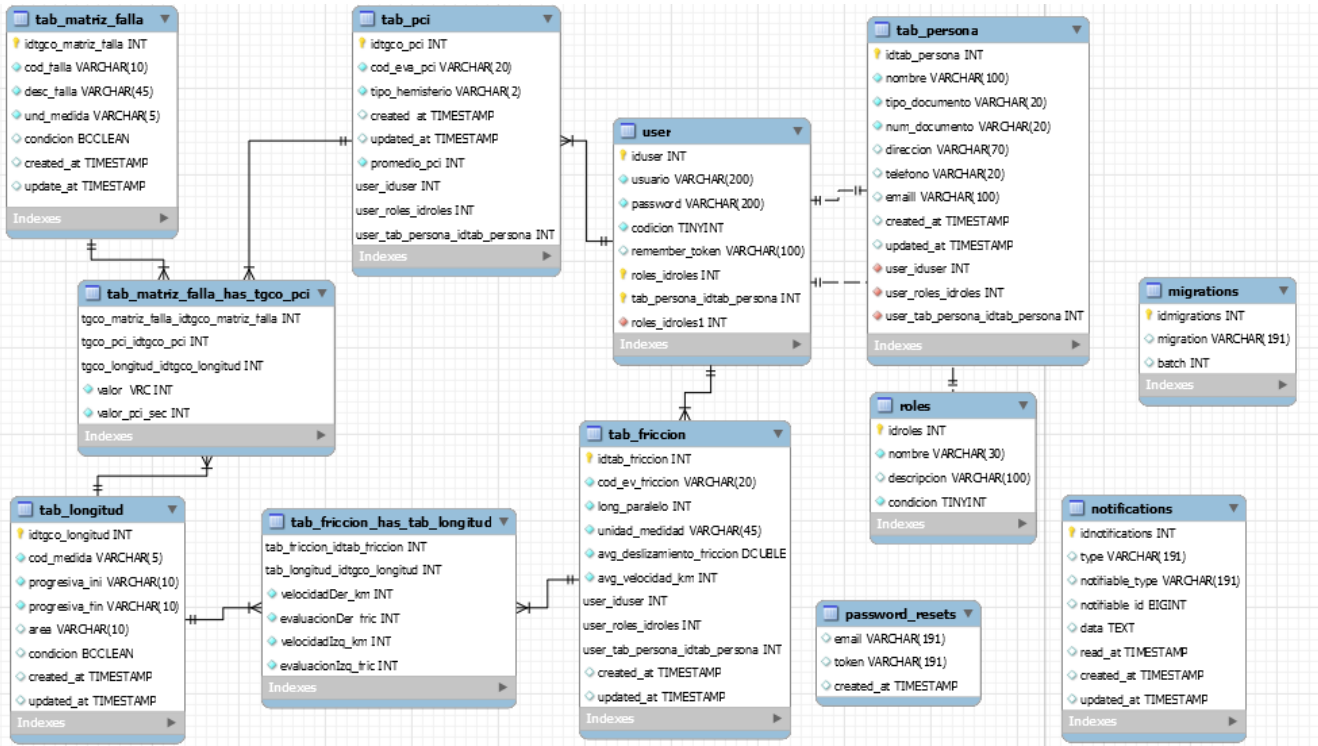 tab_matriz_falla
idtgco_matriz_falla INT
cod_falla VARCHAR(10)
desc_falla VARCHAR(45)
und_medida VARCHAR(5)
condicion BCCLEAN
created_at TIMESTAMP
update_at TIMESTAMP
Indexes
tab_pci
idtgco_pci INT
cod_eva_pci VARCHAR(20)
tipo_hemisferio VARCHAR(2)
created_at TIMESTAMP
updated_at TIMESTAMP
promedio_pci INT
user_iduser INT
user_roles_idroles INT
user_tab_persona_idtab_persona INT
Indexes
user
iduser INT
usuario VARCHAR(200)
password VARCHAR(200)
codicion TINYINT
remember_token VARCHAR(100)
roles_idroles INT
tab_persona_idtab_persona INT
roles_idroles1 INT
Indexes
tab_persona
idtab_persona INT
nombre VARCHAR(100)
tipo_documento VARCHAR(20)
num_documento VARCHAR(20)
direccion VARCHAR(70)
telefono VARCHAR(20)
emaill VARCHAR(100)
created_at TIMESTAMP
updated_at TIMESTAMP
user_iduser INT
user_roles_idroles INT
user_tab_persona_idtab_persona INT
Indexes
migrations
idmigrations INT
migration VARCHAR(191)
batch INT
Indexes
tab_matriz_falla_has_tgco_pci
tgco_matriz_falla_idtgco_matriz_falla INT
tgco_pci_idtgco_pci INT
tgco_longitud_idtgco_longitud INT
valor_VRC INT
valor_pci_sec INT
Indexes
roles
idroles INT
nombre VARCHAR(30)
descripcion VARCHAR(100)
condicion TINYINT
Indexes
tab_friccion
idtab_friccion INT
cod_ev_friccion VARCHAR(20)
long_paralelo INT
unidad_medidad VARCHAR(45)
avg_deslizamiento_friccion DCUBLE
avg_velocidad_km INT
user_iduser INT
user_roles_idroles INT
user_tab_persona_idtab_persona INT
created_at TIMESTAMP
updated_at TIMESTAMP
Indexes
tab_longitud
idtgco_longitud INT
cod_medida VARCHAR(5)
progresiva_ini VARCHAR(10)
progresiva_fin VARCHAR(10)
area VARCHAR(10)
condicion BCCLEAN
created_at TIMESTAMP
updated_at TIMESTAMP
Indexes
tab_friccion_has_tab_longitud
tab_friccion_idtab_friccion INT
tab_longitud_idtgco_longitud INT
velocidadDer_km INT
evaluacionDer_fric INT
velocidadIzq_km INT
evaluacionIzq_fric INT
Indexes
password_resets
email VARCHAR(191)
token VARCHAR(191)
created_at TIMESTAMP
notifications
idnotifications INT
type VARCHAR(191)
notifiable_type VARCHAR(191)
notifiable_id BIGINT
data TEXT
read_at TIMESTAMP
created_at TIMESTAMP
updated_at TIMESTAMP
Indexes